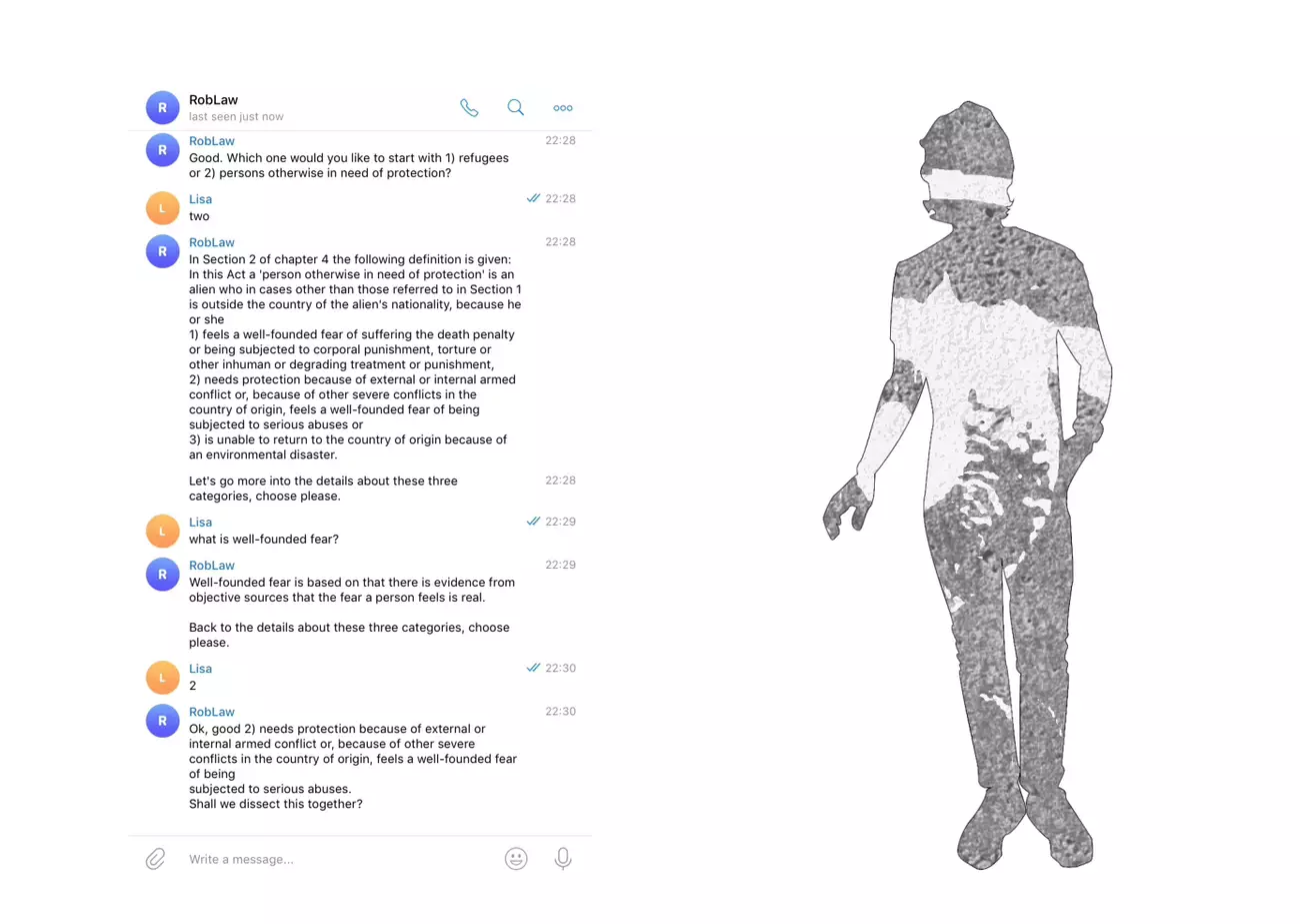 R
RobLaw
last seen just now
R
RobLaw 22:28
Good. Which one would you like to start with 1) refugees
or 2) persons otherwise in need of protection?
L
Lisa 22:28
two
R
RobLaw 22:28
In Section 2 of chapter 4 the following definition is given:
In this Act a 'person otherwise in need of protection' is an
alien who in cases other than those referred to in Section 1
is outside the country of the alien's nationality, because he
or she
1) feels a well-founded fear of suffering the death penalty
or being subjected to corporal punishment, torture or
other inhuman or degrading treatment or punishment,
2) needs protection because of external or internal armed
conflict or, because of other severe conflicts in the
country of origin, feels a well-founded fear of being
subjected to serious abuses or
3) is unable to return to the country of origin because of
an environmental disaster.
Let's go more into the details about these three 22:28
categories, choose please.
L
Lisa 22:29
what is well-founded fear?
R
RobLaw 22:29
Well-founded fear is based on that there is evidence from
objective sources that the fear a person feels is real.
Back to the details about these three categories, choose
please.
L
Lisa 22:30
2
R
RobLaw 22:30
Ok, good 2) needs protection because of external or
internal armed conflict or, because of other severe
conflicts in the country of origin, feels a well-founded fear
of being
subjected to serious abuses.
Shall we dissect this together?
Write a message...